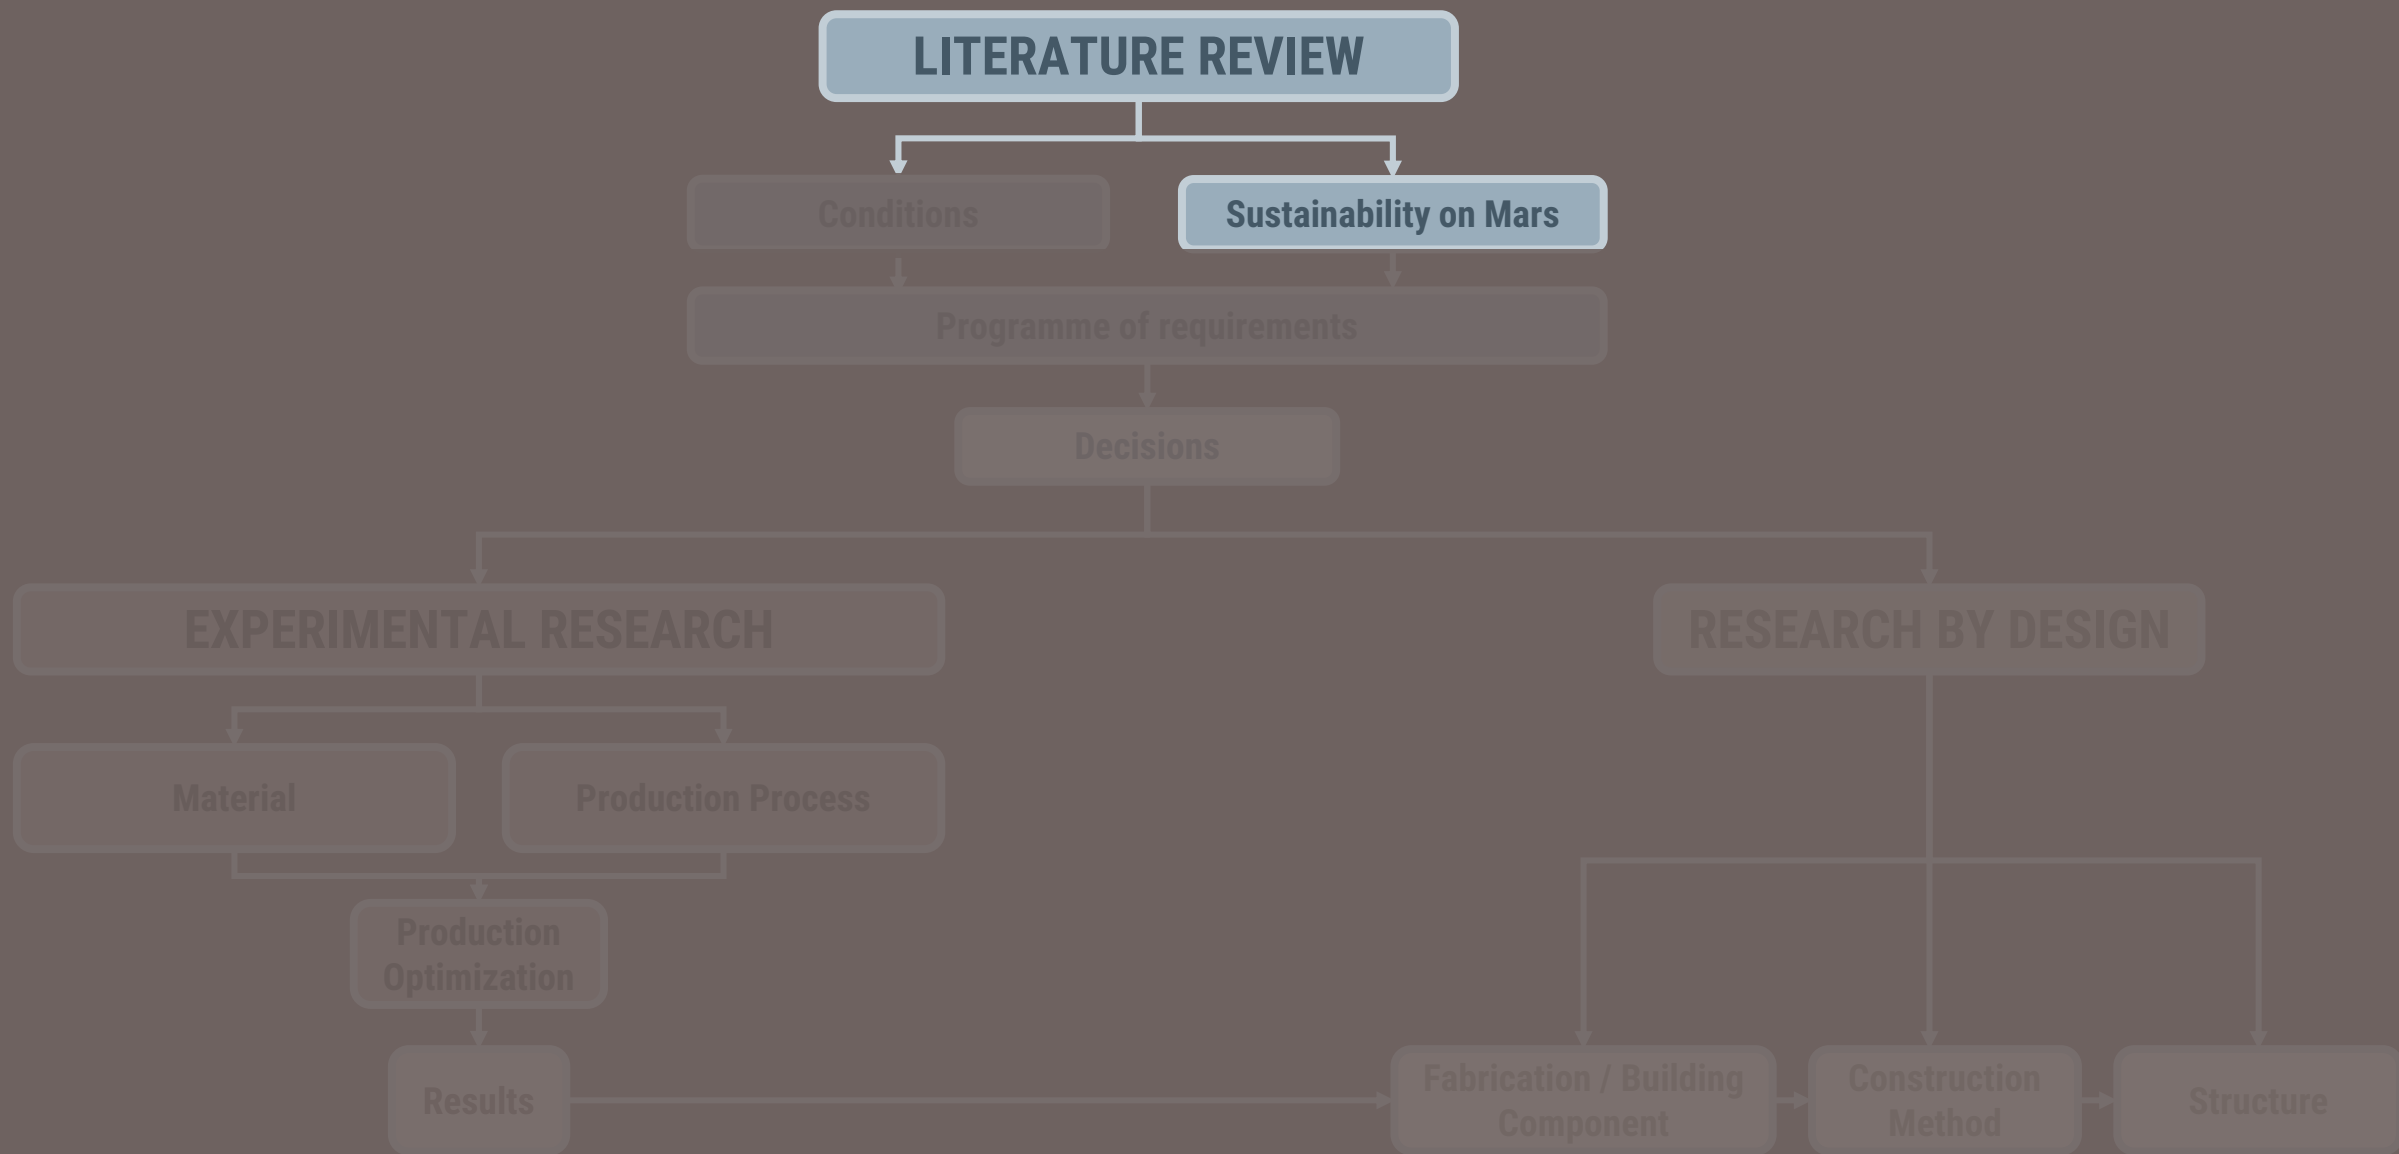 LITERATURE REVIEW
Conditions
Sustainability on Mars
Programme of requirements
Decisions
EXPERIMENTAL RESEARCH
RESEARCH BY DESIGN
Material
Production Process
Production
Optimization
Results
Fabrication / Building
Component
Construction
Method
Structure